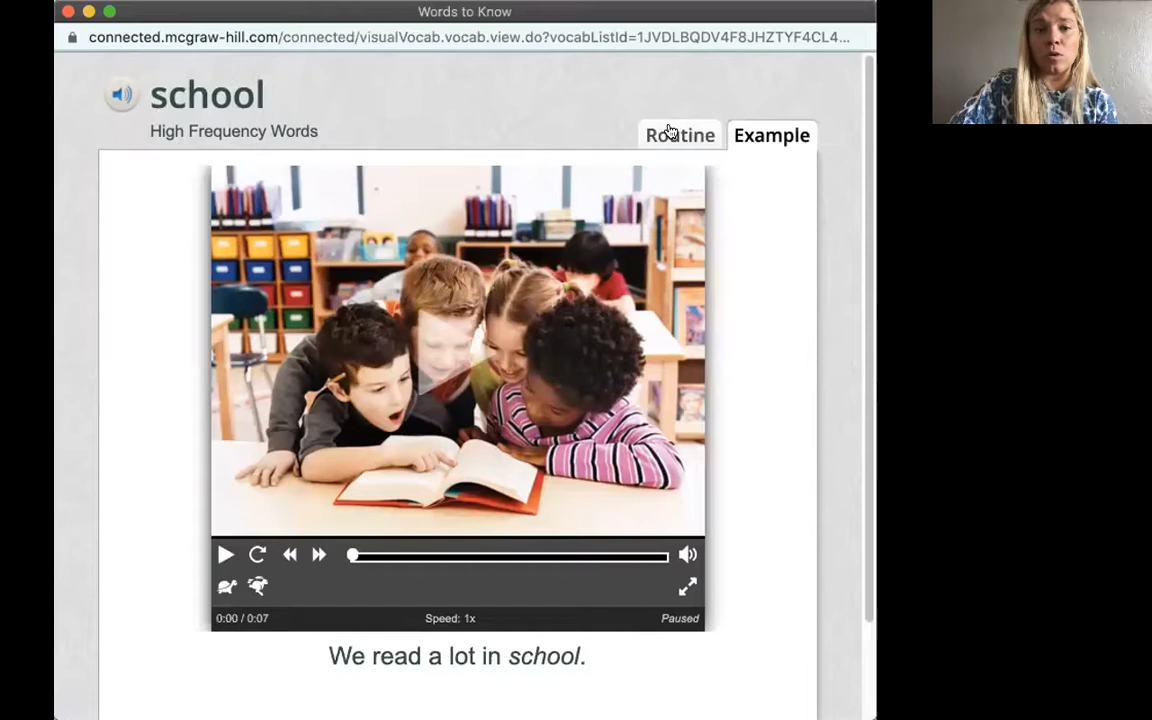 Words to Know
connected.mcgraw-hill.com/connected/visualVocab.vocab.view.do?vocabListId=1JVDLBQDV4F8JHZTYF4CL4...
school
High Frequency Words
Routine
Example
0:00 / 0:07
Speed: 1x
Paused
We read a lot in school.